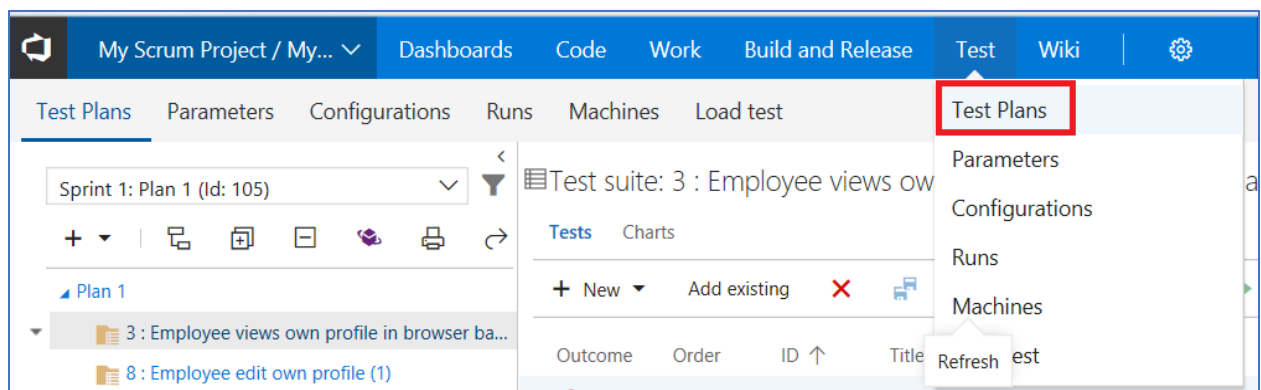 My Scrum Project / My... Dashboards Code Work Build and Release Test Wiki
Test Plans Parameters Configurations Runs Machines Load test
Test Plans
Parameters
Configurations
Runs
Machines
Refresh
est
Sprint 1: Plan 1 (Id: 105)
Plan 1
3 : Employee views own profile in browser ba...
8 : Employee edit own profile (1)
Test suite: 3 : Employee views ow
a
Tests Charts
+ New Add existing
Outcome Order ID Title